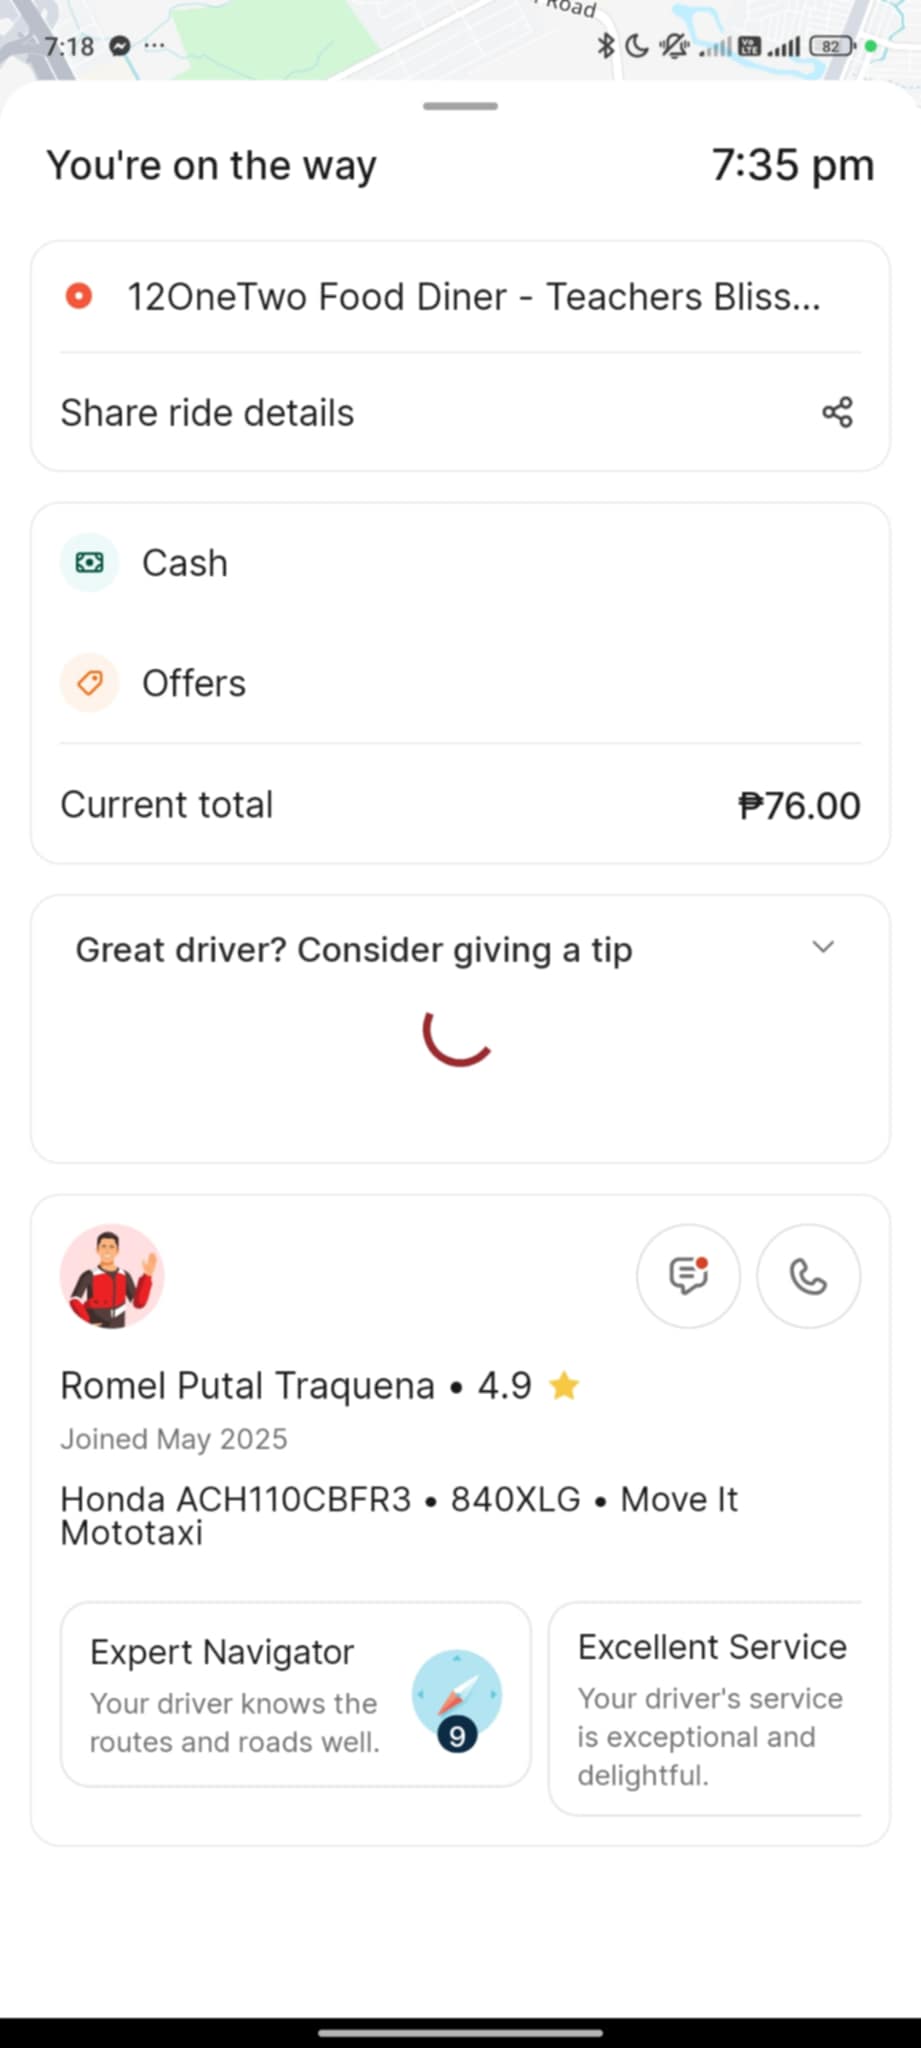 Road
7:18
82
You're on the way
7:35 pm
12OneTwo Food Diner - Teachers Bliss...
Share ride details
Cash
Offers
Current total
₱76.00
Great driver? Consider giving a tip
Romel Putal Traquena • 4.9
Joined May 2025
Honda ACH110CBFR3 • 840XLG • Move It
Mototaxi
Expert Navigator
Your driver knows the
routes and roads well.
9
Excellent Service
Your driver's service
is exceptional and
delightful.